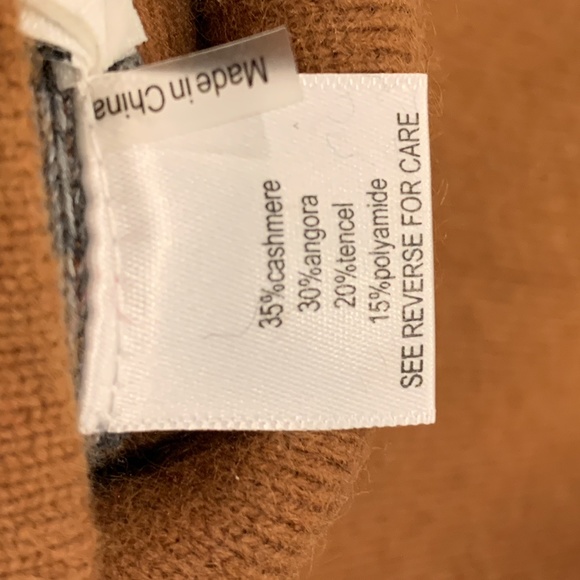 Made in China
35%cashmere
30%angora
20%tencel
15%polyamide
SEE REVERSE FOR CARE